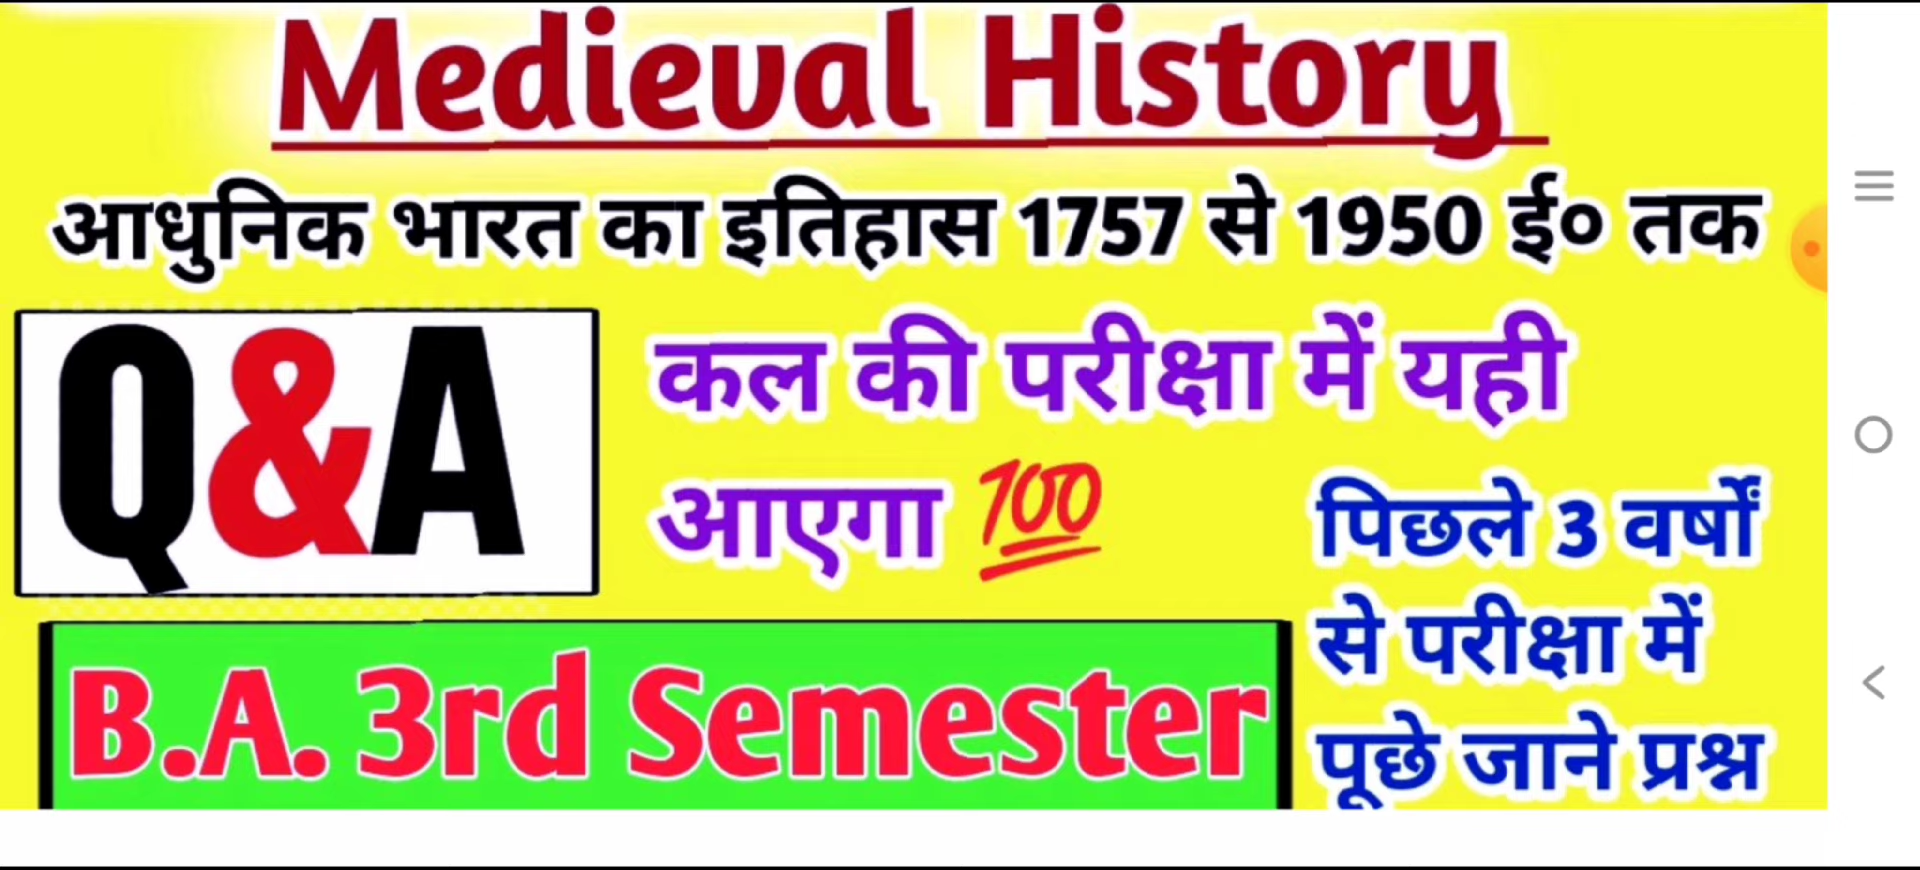 Medieval History
आधुनिक भारत का इतिहास 1757 से 1950 ई० तक
Q&A
कल की परीक्षा में यही
आएगा 💯
पिछले 3 वर्षों
से परीक्षा में
पूछे जाने प्रश्न
B.A. 3rd Semester